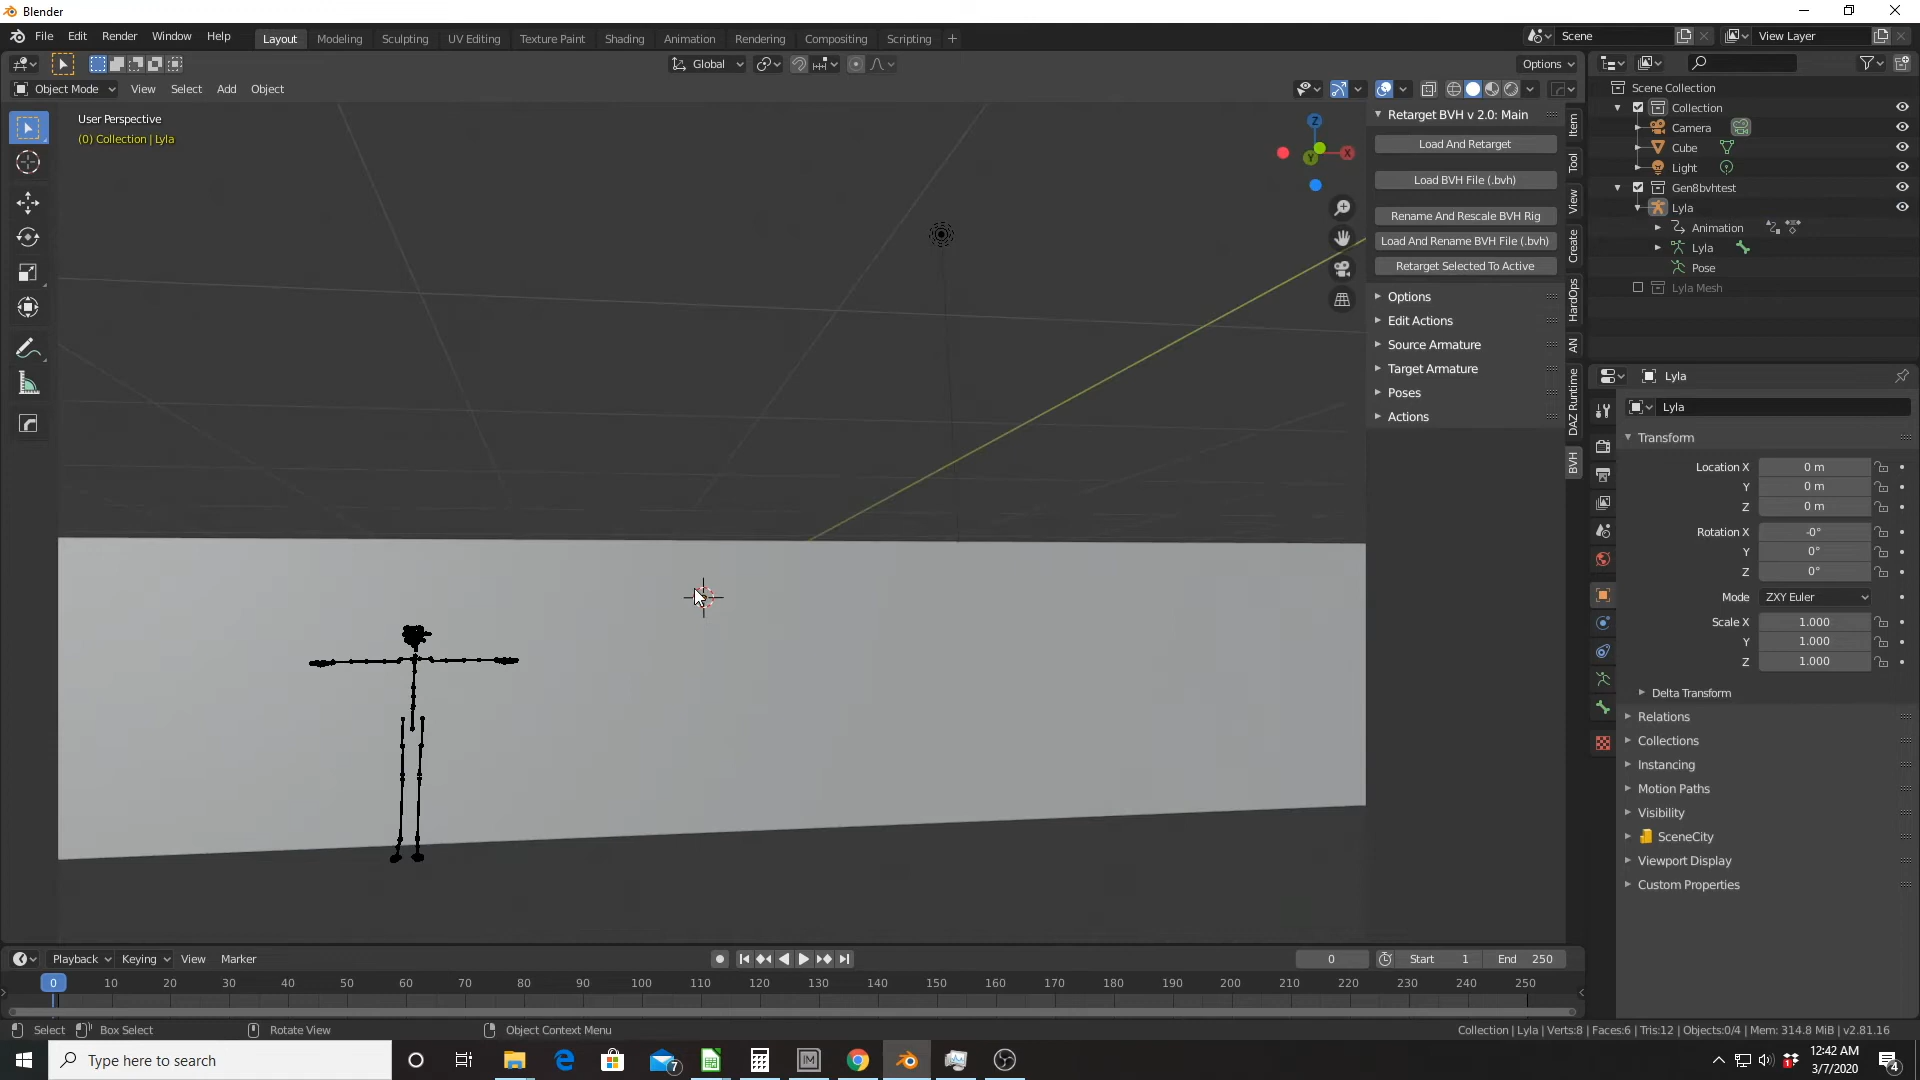 Blender
File Edit Render Window Help Layout Modeling Sculpting UV Editing Texture Paint Shading Animation Rendering Compositing Scripting + Scene View Layer
Global Options
Object Mode View Select Add Object
User Perspective
(0) Collection | Lyla
Z
X
Y
Retarget BVH v 2.0: Main
Load And Retarget
Load BVH File (.bvh)
Rename And Rescale BVH Rig
Load And Rename BVH File (.bvh)
Retarget Selected To Active
Options
Edit Actions
Source Armature
Target Armature
Poses
Actions
Item
Tool
View
Create
HardOps
AN
DAZ Runtime
BVH
Scene Collection
Collection
Camera
Cube
Light
Gen8bvhtest
Lyla
Animation
Lyla
Pose
Lyla Mesh
Lyla
Lyla
Transform
Location X 0 m
Y 0 m
Z 0 m
Rotation X -0°
Y 0°
Z 0°
Mode ZXY Euler
Scale X 1.000
Y 1.000
Z 1.000
Delta Transform
Relations
Collections
Instancing
Motion Paths
Visibility
SceneCity
Viewport Display
Custom Properties
Playback Keying View Marker 0 Start 1 End 250
0 10 20 30 40 50 60 70 80 90 100 110 120 130 140 150 160 170 180 190 200 210 220 230 240 250
Select Box Select Rotate View Object Context Menu Collection | Lyla | Verts:8 | Faces:6 | Tris:12 | Objects:0/4 | Mem: 314.8 MiB | v2.81.16
Type here to search 7 IM 1 12:42 AM
3/7/2020 4